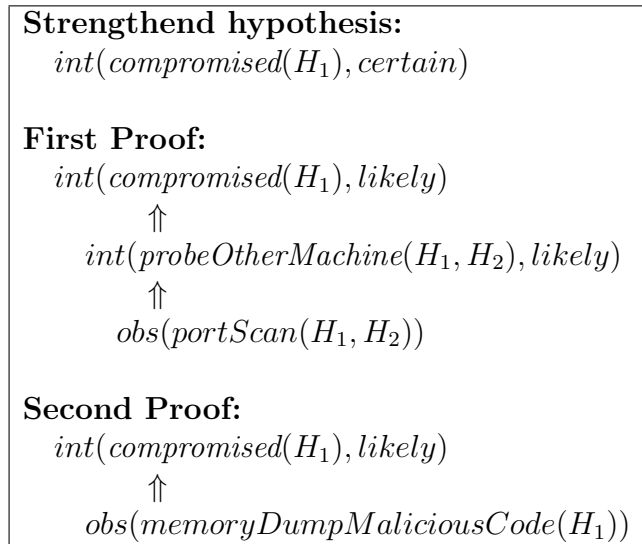 Strengthend hypothesis:
int(compromised(H₁), certain)
First Proof:
int(compromised(H₁), likely)
⇑
int(probeOtherMachine(H₁, H₂), likely)
⇑
obs(portScan(H₁, H₂))
Second Proof:
int(compromised(H₁), likely)
⇑
obs(memoryDumpMaliciousCode(H₁))